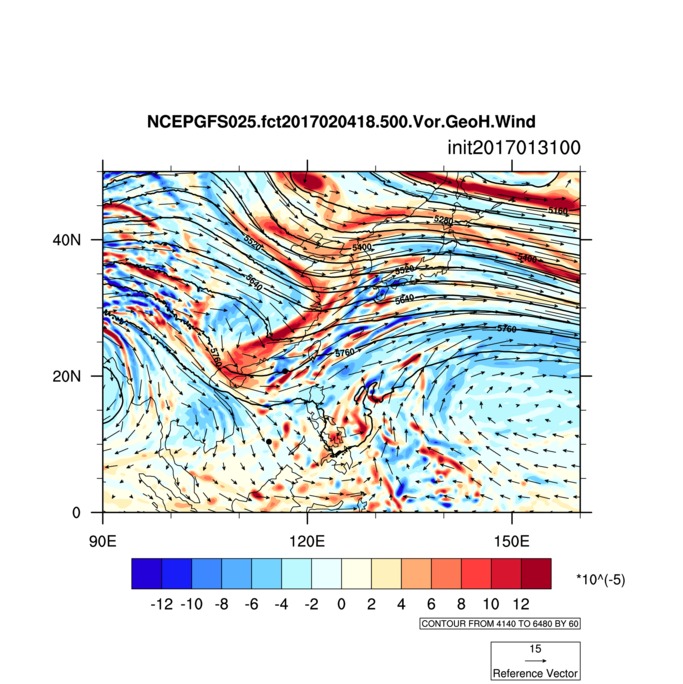 NCEPGFS025.fct2017020418.500.Vor.GeoH.Wind
init2017013100
40N
20N
0
90E
120E
150E
5280
5160
5400
5400
5520
5520
5640
5640
5760
5760
5760
-12 -10 -8 -6 -4 -2 0 2 4 6 8 10 12
*10^(-5)
CONTOUR FROM 4140 TO 6480 BY 60
15
Reference Vector